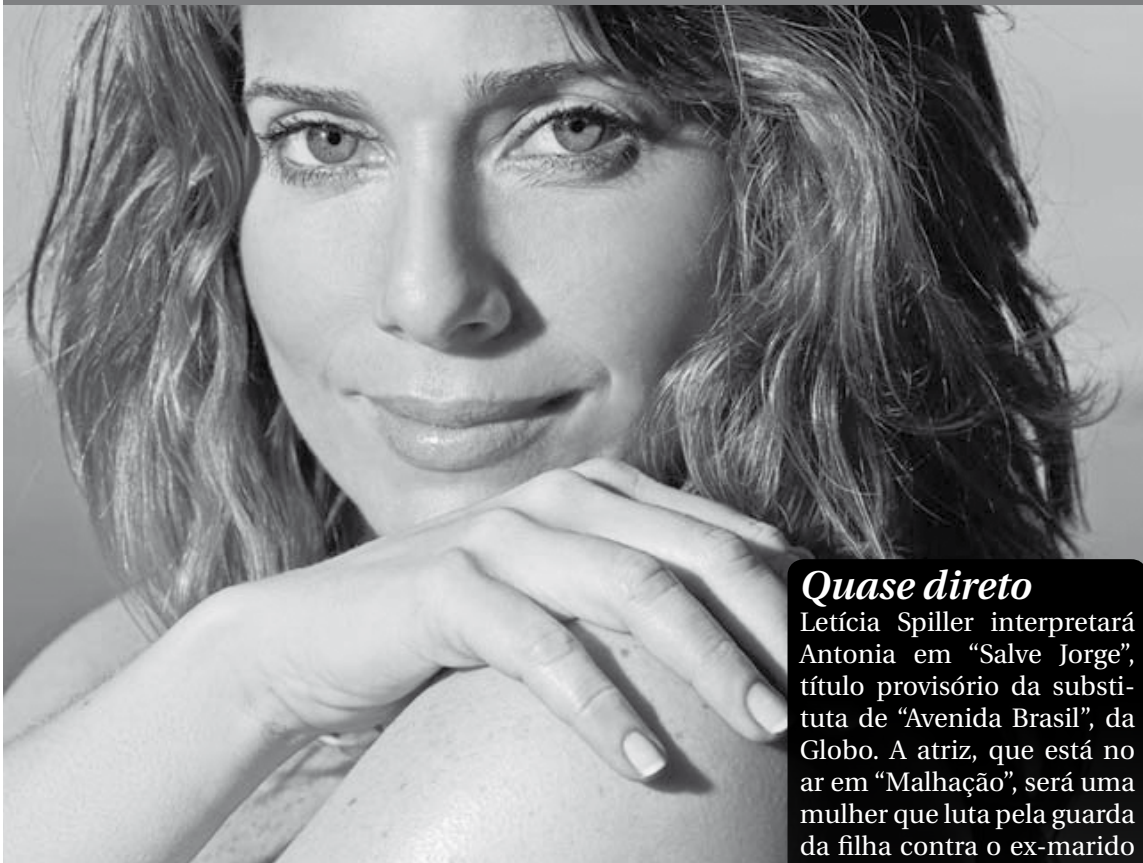 Quase direto
Letícia Spiller interpretará
Antonia em “Salve Jorge”,
título provisório da substi-
tuta de “Avenida Brasil”, da
Globo. A atriz, que está no
ar em “Malhação”, será uma
mulher que luta pela guarda
da filha contra o ex-marido